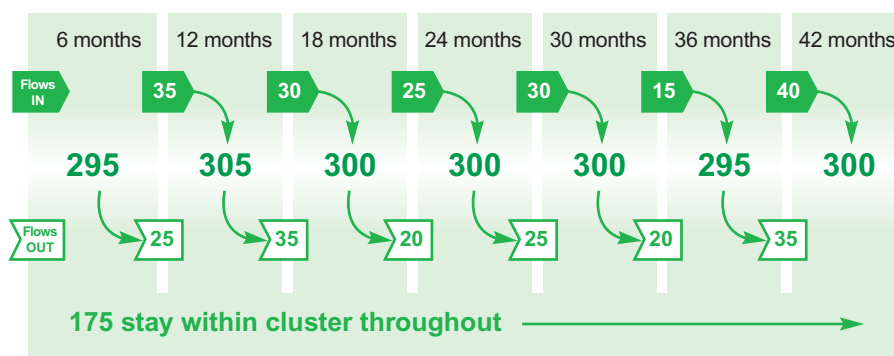 6 months 12 months 18 months 24 months 30 months 36 months 42 months
Flows
IN
35 30 25 30 15 40
295 305 300 300 300 295 300
Flows
OUT
25 35 20 25 20 35
175 stay within cluster throughout